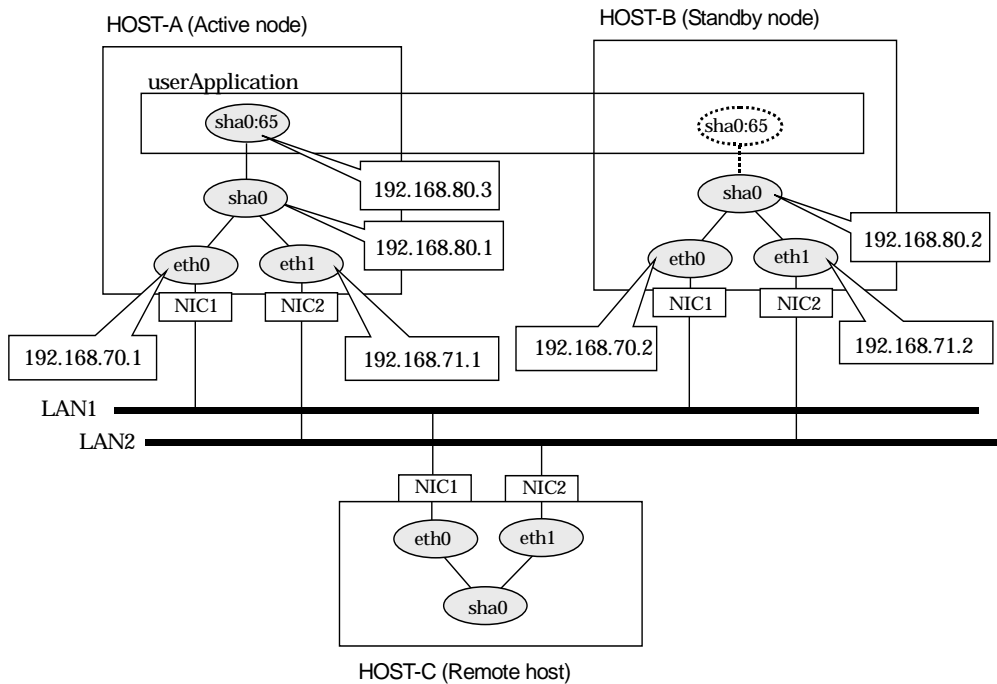 HOST-A (Active node)
HOST-B (Standby node)
userApplication
sha0:65
sha0:65
192.168.80.3
sha0
sha0
192.168.80.1
192.168.80.2
eth0
eth1
eth0
eth1
NIC1
NIC2
NIC1
NIC2
192.168.70.1
192.168.71.1
192.168.70.2
192.168.71.2
LAN1
LAN2
NIC1
NIC2
eth0
eth1
sha0
HOST-C (Remote host)